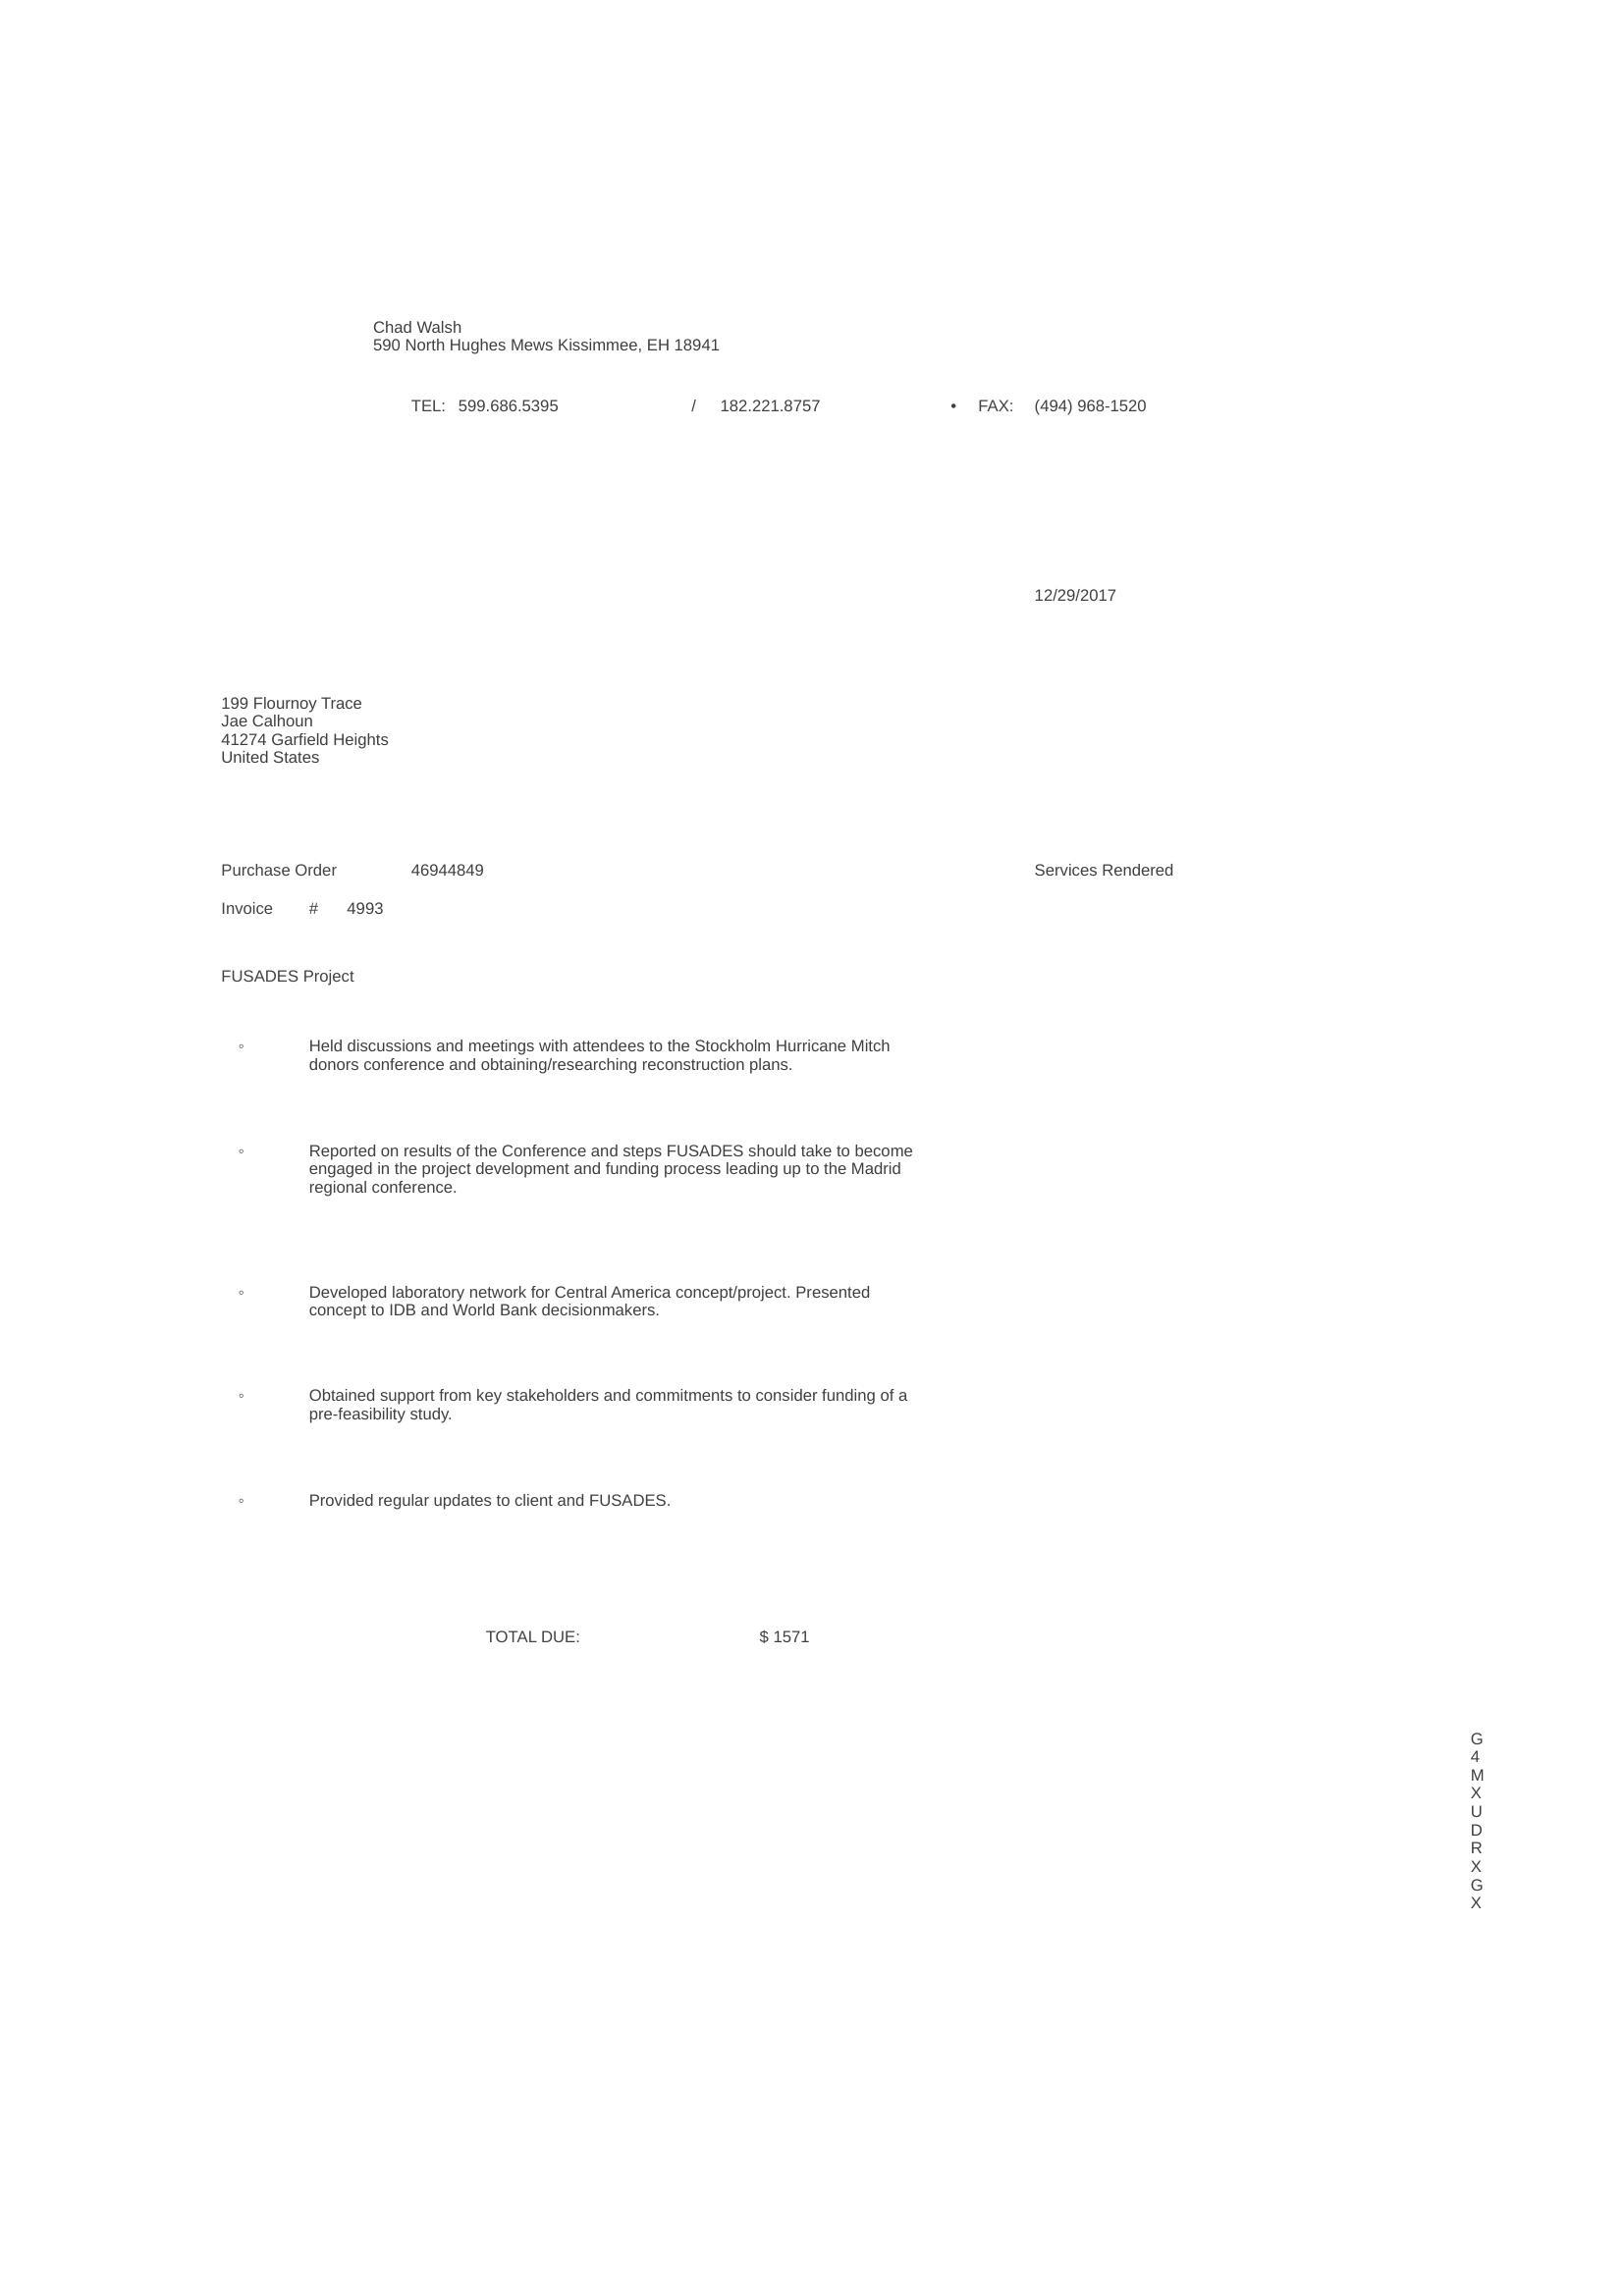 Chad Walsh
590 North Hughes Mews Kissimmee, EH 18941
TEL: 599.686.5395 / 182.221.8757 • FAX: (494) 968-1520
12/29/2017
199 Flournoy Trace
Jae Calhoun
41274 Garfield Heights
United States
Purchase Order 46944849 Services Rendered
Invoice # 4993
FUSADES Project
◦ Held discussions and meetings with attendees to the Stockholm Hurricane Mitch
donors conference and obtaining/researching reconstruction plans.
◦ Reported on results of the Conference and steps FUSADES should take to become
engaged in the project development and funding process leading up to the Madrid
regional conference.
◦ Developed laboratory network for Central America concept/project. Presented
concept to IDB and World Bank decisionmakers.
◦ Obtained support from key stakeholders and commitments to consider funding of a
pre-feasibility study.
◦ Provided regular updates to client and FUSADES.
TOTAL DUE: $ 1571
G
4
M
X
U
D
R
X
G
X